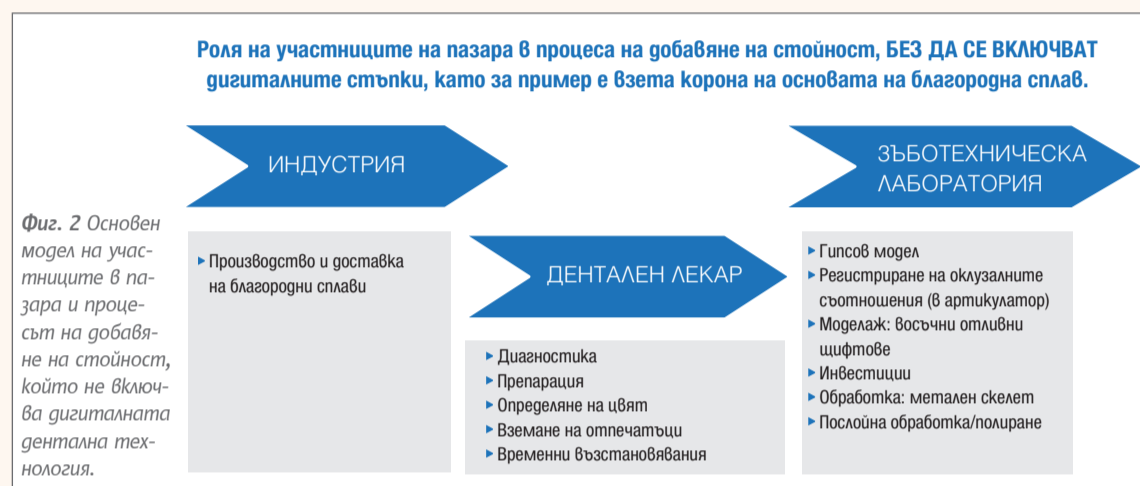 Роля на участниците на пазара в процеса на добавяне на стойност, БЕЗ ДА СЕ ВКЛЮЧВАТ
дигиталните стъпки, като за пример е взета корона на основата на благородна сплав.
ИНДУСТРИЯ
Производство и доставка
на благородни сплави
ДЕНТАЛЕН ЛЕКАР
Диагностика
Препарация
Определяне на цвят
Вземане на отпечатъци
Временни възстановявания
ЗЪБОТЕХНИЧЕСКА
ЛАБОРАТОРИЯ
Гипсов модел
Регистриране на оклузалните
съотношения (в артикулатор)
Моделаж: восъчни отливни
щифтове
Инвестиции
Обработка: метален скелет
Послойна обработка/полиране
Фиг. 2 Основен
модел на учас-
тниците в па-
зара и проце-
сът на добавя-
не на стойност,
който не включ-
ва дигиталната
дентална тех-
нология.